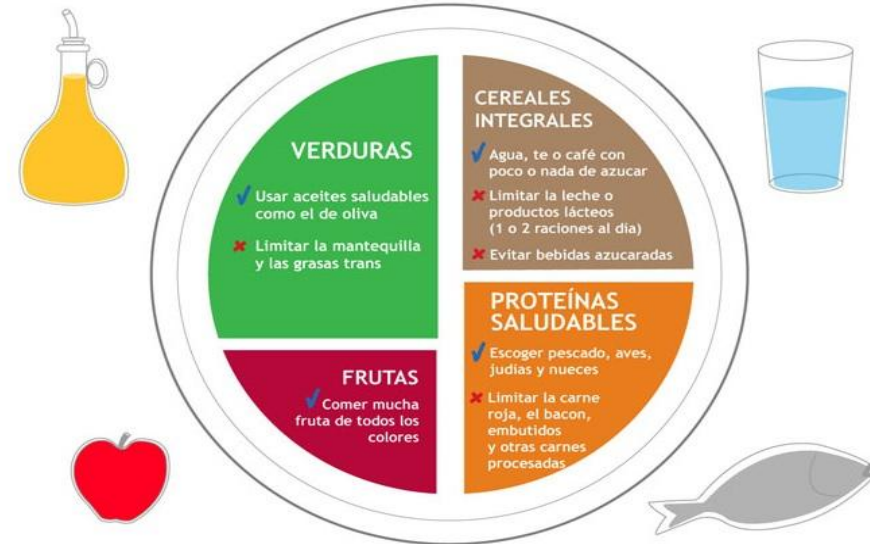 VERDURAS
✓ Usar aceites saludables
como el de oliva
✗ Limitar la mantequilla
y las grasas trans
CEREALES
INTEGRALES
✓ Agua, te o café con
poco o nada de azucar
✗ Limitar la leche o
productos lácteos
(1 o 2 raciones al dia)
✗ Evitar bebidas azucaradas
FRUTAS
✓ Comer mucha
fruta de todos los
colores
PROTEÍNAS
SALUDABLES
✓ Escoger pescado, aves,
judias y nueces
✗ Limitar la carne
roja, el bacon,
embutidos
y otras carnes
procesadas